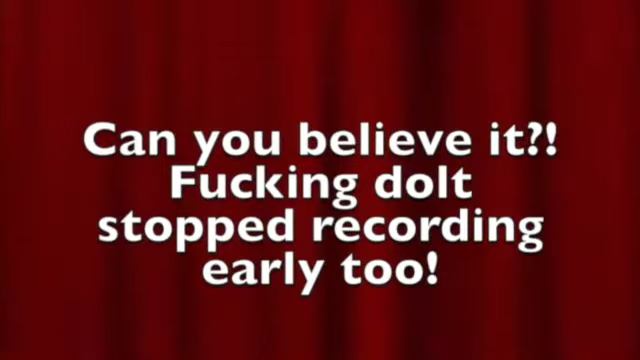 Can you believe it?!
Fucking dolt
stopped recording
early too!